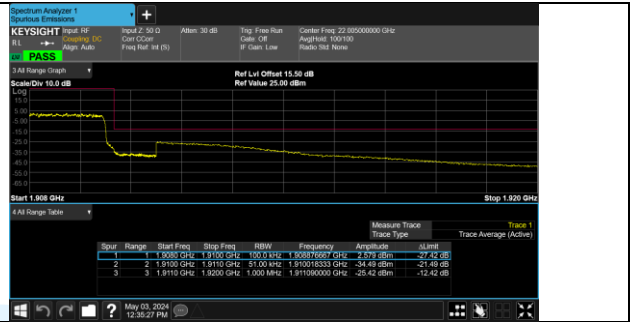 Spectrum Analyzer 1
Spurious Emissions
+
KEYSIGHT Input: RF Input Z: 50 Ω Atten: 30 dB Trig: Free Run Center Freq: 22.005000000 GHz
RL Coupling: DC Corr CCorr Gate: Off Avg|Hold: 100/100
Align: Auto Freq Ref: Int (S) IF Gain: Low Radio Std: None
PASS
3 All Range Graph
Ref Lvl Offset 15.50 dB
Scale/Div 10.0 dB Ref Value 25.00 dBm
Log
15.0
5.00
-5.00
-15.0
-25.0
-35.0
-45.0
-55.0
-65.0
Start 1.908 GHz Stop 1.920 GHz
4 All Range Table
Measure Trace Trace 1
Trace Type Trace Average (Active)
Spur Range Start Freq Stop Freq RBW Frequency Amplitude ΔLimit
1 1 1.9080 GHz 1.9100 GHz 100.0 kHz 1.908876667 GHz 2.579 dBm -27.42 dB
2 2 1.9100 GHz 1.9110 GHz 51.00 kHz 1.910018333 GHz -34.49 dBm -21.49 dB
3 3 1.9110 GHz 1.9200 GHz 1.000 MHz 1.911090000 GHz -25.42 dBm -12.42 dB
?
May 03, 2024
12:35:27 PM